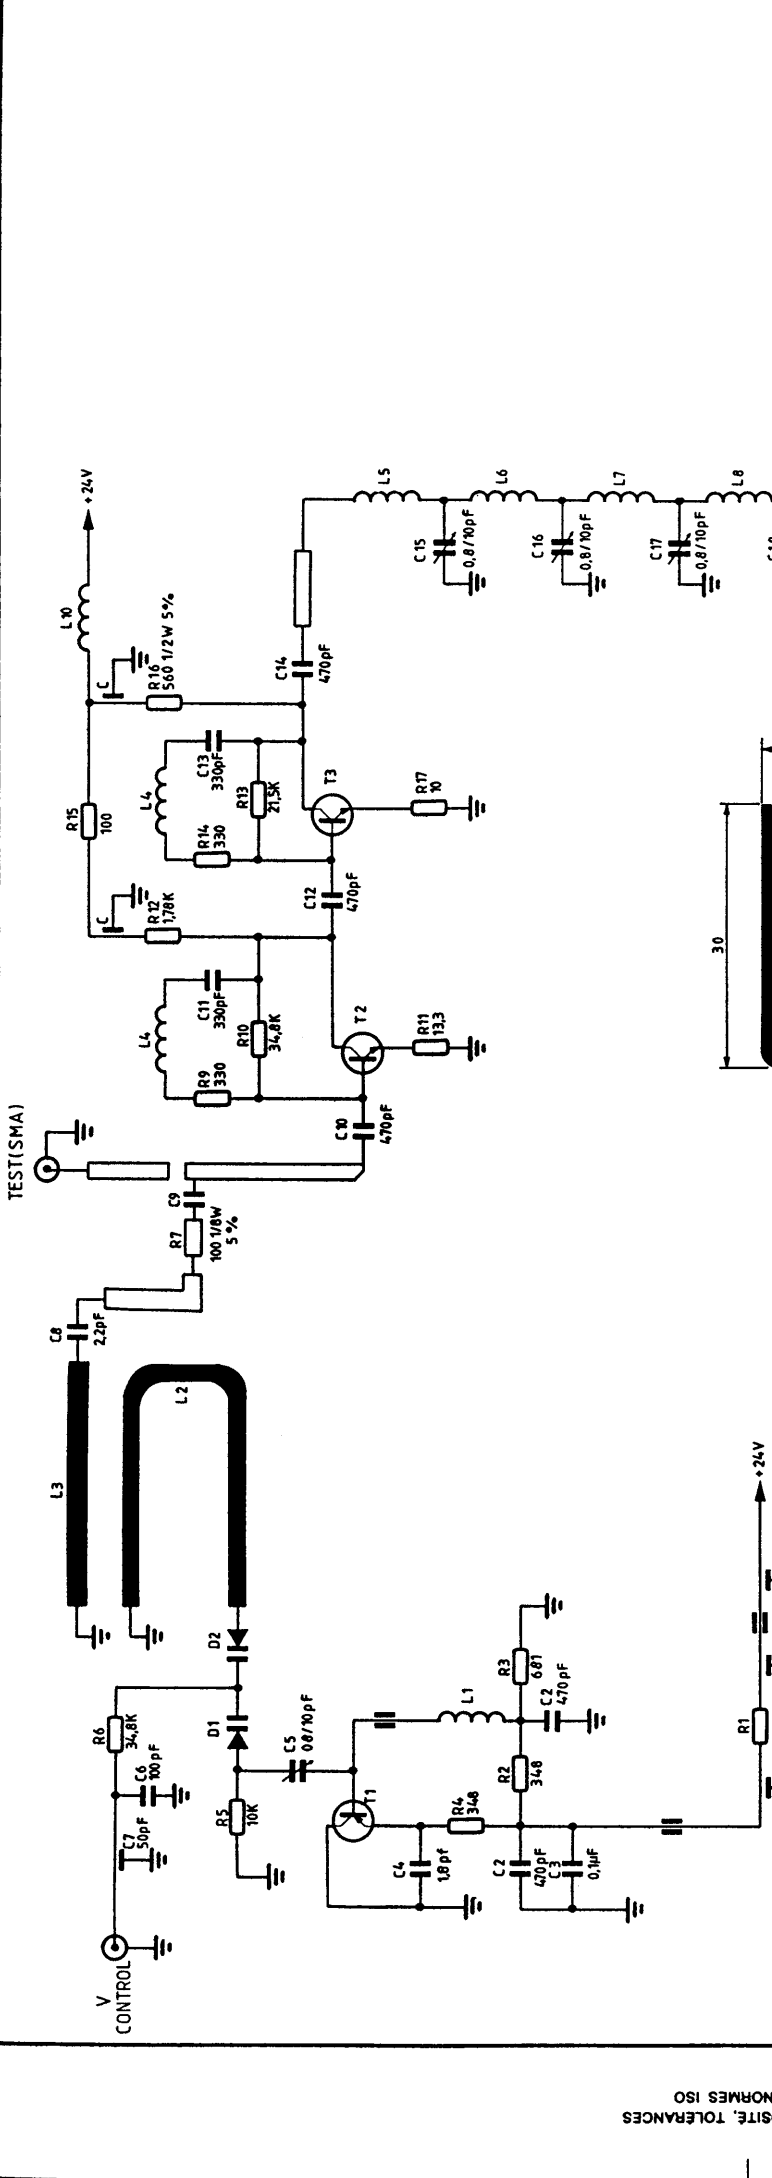 TEST(SMA)
+24V
L10
C
R16
560 1/2W 5%
R15
100
C
R12
1,78K
L4
C13
330pF
R13
21,5K
R14
330
C14
470pF
T3
R17
10
C12
470pF
L4
C11
330pF
R10
34,8K
R9
330
T2
R11
13,3
C10
470pF
C9
R7
100 1/8W
5%
C8
2,2pF
L3
L2
L5
C15
0,8/10pF
L6
C16
0,8/10pF
L7
C17
0,8/10pF
L8
30
D2
D1
R6
34,8K
C6
100pF
C7
50pF
V
CONTROL
R5
10K
C5
0.8/10pF
T1
L1
R3
681
C2
470pF
R2
348
R4
348
C4
1,8pf
C2
470pF
C3
0,1µF
R1
+24V
NORMES ISO